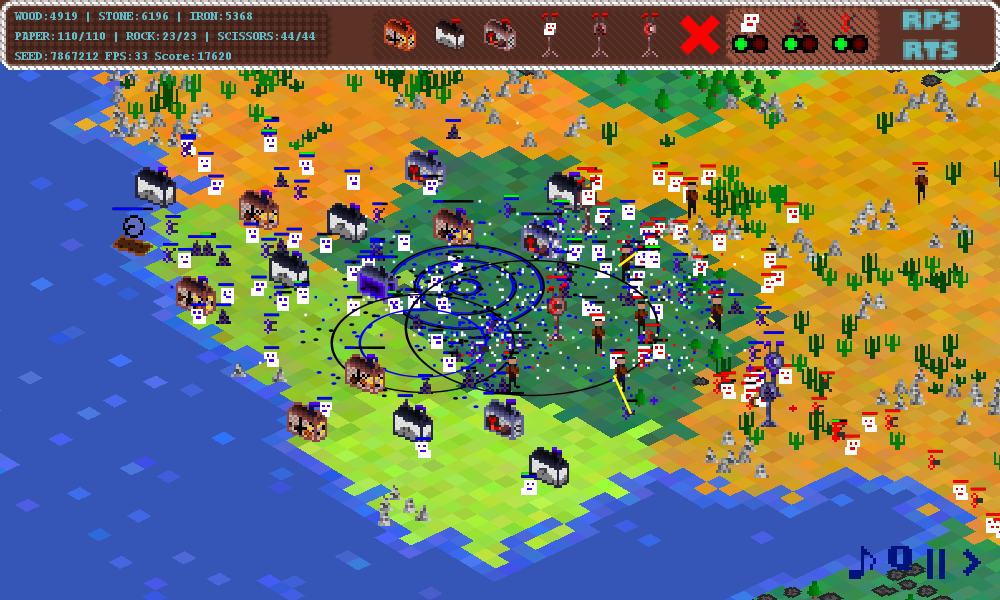 WOOD:4919 | STONE:6196 | IRON:5368
PAPER:110/110 | ROCK:23/23 | SCISSORS:44/44
SEED:7867212 FPS:33 Score:17620
RPS
RTS